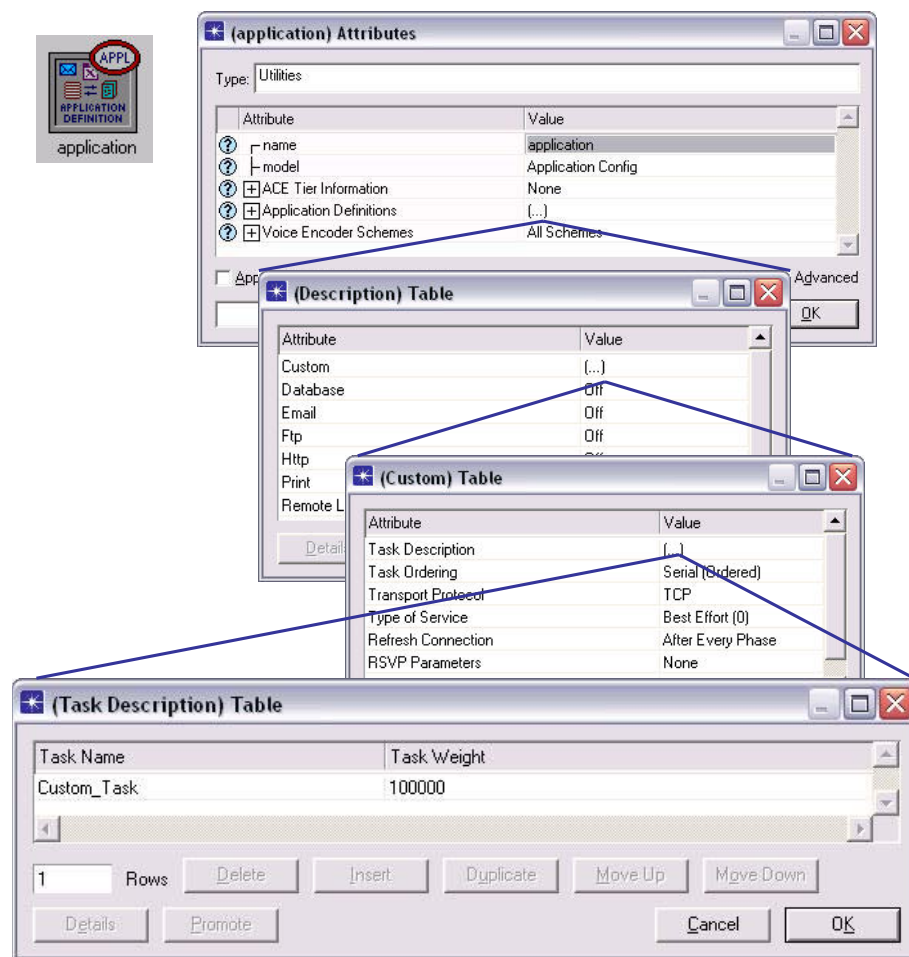 APPL
APPLICATION
DEFINITION
application
(application) Attributes
Type: Utilities
Attribute Value
name application
model Application Config
ACE Tier Information None
Application Definitions (...)
Voice Encoder Schemes All Schemes
Advanced
OK
(Description) Table
Attribute Value
Custom (...)
Database Off
Email Off
Ftp Off
Http
Print
Remote L
(Custom) Table
Attribute Value
Task Description (...)
Task Ordering Serial (Ordered)
Transport Protocol TCP
Type of Service Best Effort (0)
Refresh Connection After Every Phase
RSVP Parameters None
(Task Description) Table
Task Name Task Weight
Custom_Task 100000
1 Rows Delete Insert Duplicate Move Up Move Down
Details Promote Cancel OK